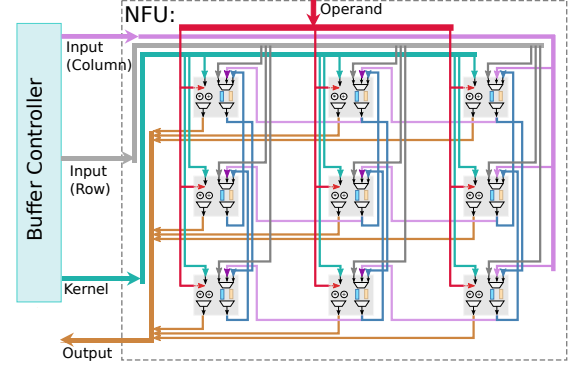 NFU:
Operand
Input
(Column)
Buffer Controller
Input
(Row)
Kernel
Output